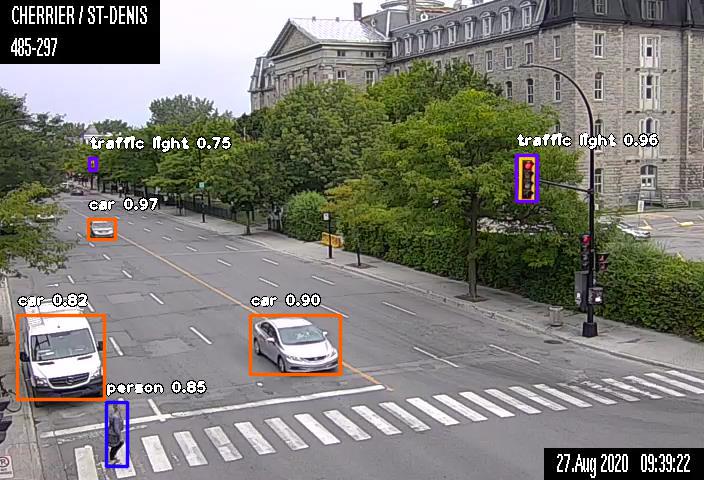 CHERRIER / ST-DENIS
485-297
traffic light 0.75
traffic light 0.96
car 0.97
car 0.82
car 0.90
person 0.85
27.Aug 2020 09:39:22